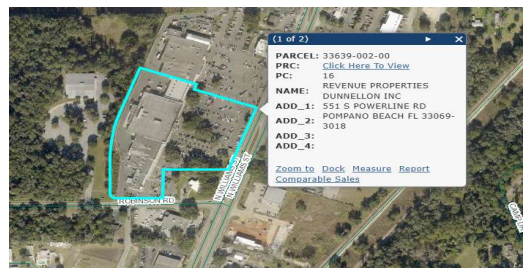 (1 of 2)
PARCEL: 33639-002-00
PRC: Click Here To View
PC: 16
NAME: REVENUE PROPERTIES DUNNELLON INC
ADD_1: 551 S POWERLINE RD
ADD_2: POMPANO BEACH FL 33069-3018
ADD_3:
ADD_4:
Zoom to Dock Measure Report
Comparable Sales
N WILLIAMS ST
N WILLIAMS ST
ROBINSON RD